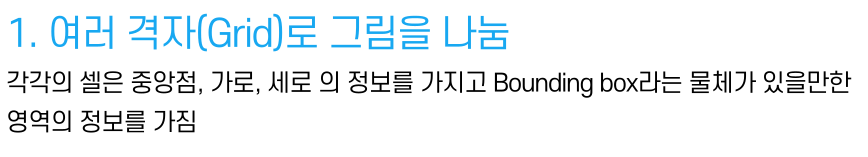 1. 여러 격자(Grid)로 그림을 나눔
각각의 셀은 중앙점, 가로, 세로 의 정보를 가지고 Bounding box라는 물체가 있을만한
영역의 정보를 가짐